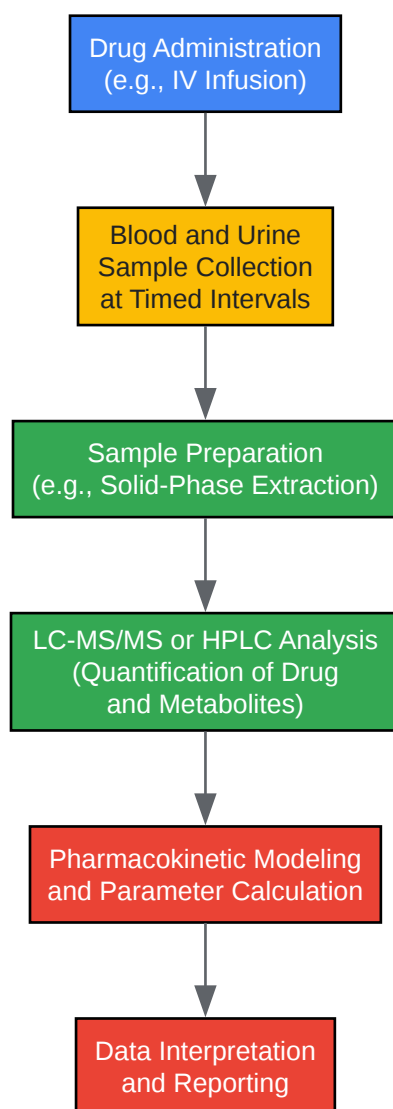 Drug Administration
(e.g., IV Infusion)
Blood and Urine
Sample Collection
at Timed Intervals
Sample Preparation
(e.g., Solid-Phase Extraction)
LC-MS/MS or HPLC Analysis
(Quantification of Drug
and Metabolites)
Pharmacokinetic Modeling
and Parameter Calculation
Data Interpretation
and Reporting